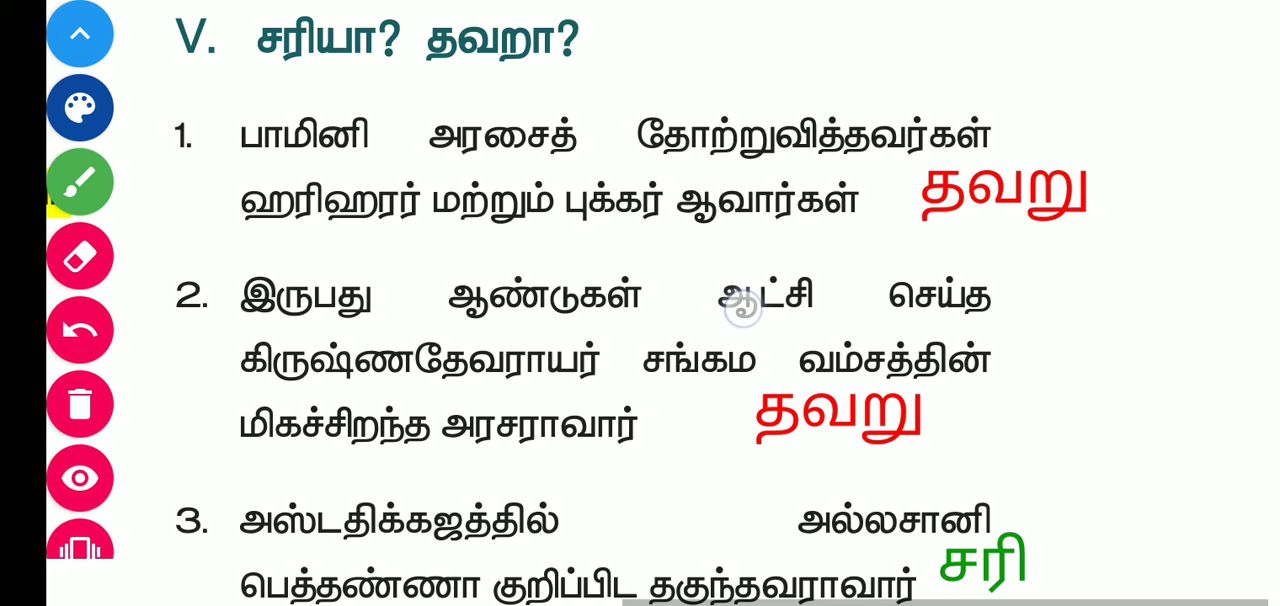 V. சரியா? தவறா?
1. பாமினி அரசைத் தோற்றுவித்தவர்கள்
ஹரிஹரர் மற்றும் புக்கர் ஆவார்கள் தவறு
2. இருபது ஆண்டுகள் ஆட்சி செய்த
கிருஷ்ணதேவராயர் சங்கம வம்சத்தின்
மிகச்சிறந்த அரசராவார் தவறு
3. அஸ்டதிக்கஜத்தில் அல்லசானி
பெத்தண்ணா குறிப்பிட தகுந்தவராவார் சரி